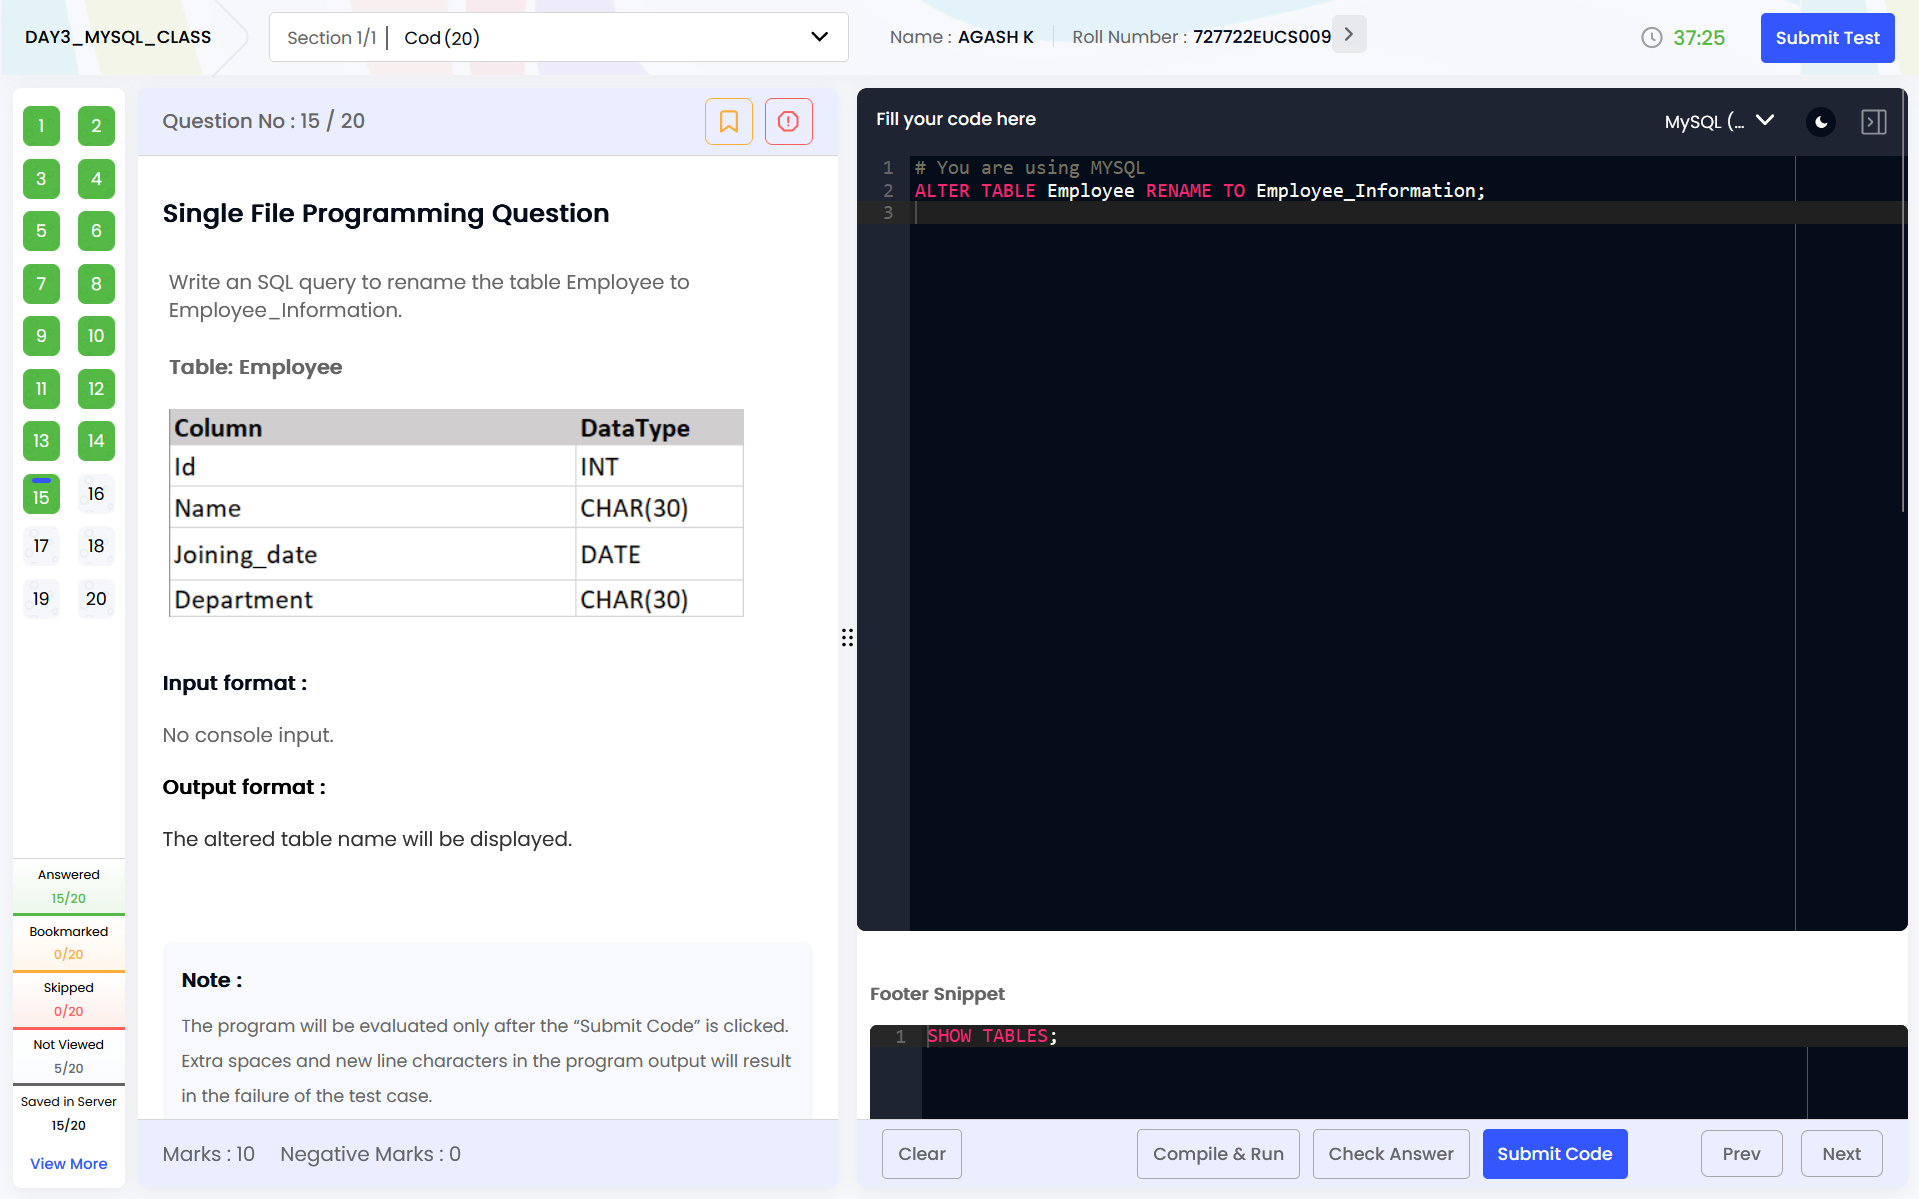 DAY3_MYSQL_CLASS
Section 1/1 | Cod (20)
Name : AGASH K
Roll Number : 727722EUCS009
37:25
Submit Test
1 2
3 4
5 6
7 8
9 10
11 12
13 14
15 16
17 18
19 20
Answered
15/20
Bookmarked
0/20
Skipped
0/20
Not Viewed
5/20
Saved in Server
15/20
View More
Question No : 15 / 20
Single File Programming Question
Write an SQL query to rename the table Employee to
Employee_Information.
Table: Employee
Column DataType
Id INT
Name CHAR(30)
Joining_date DATE
Department CHAR(30)
Input format :
No console input.
Output format :
The altered table name will be displayed.
Note :
The program will be evaluated only after the “Submit Code” is clicked.
Extra spaces and new line characters in the program output will result
in the failure of the test case.
Marks : 10 Negative Marks : 0
Fill your code here
MySQL (...
1 # You are using MYSQL
2 ALTER TABLE Employee RENAME TO Employee_Information;
3
Footer Snippet
1 SHOW TABLES;
Clear
Compile & Run
Check Answer
Submit Code
Prev
Next